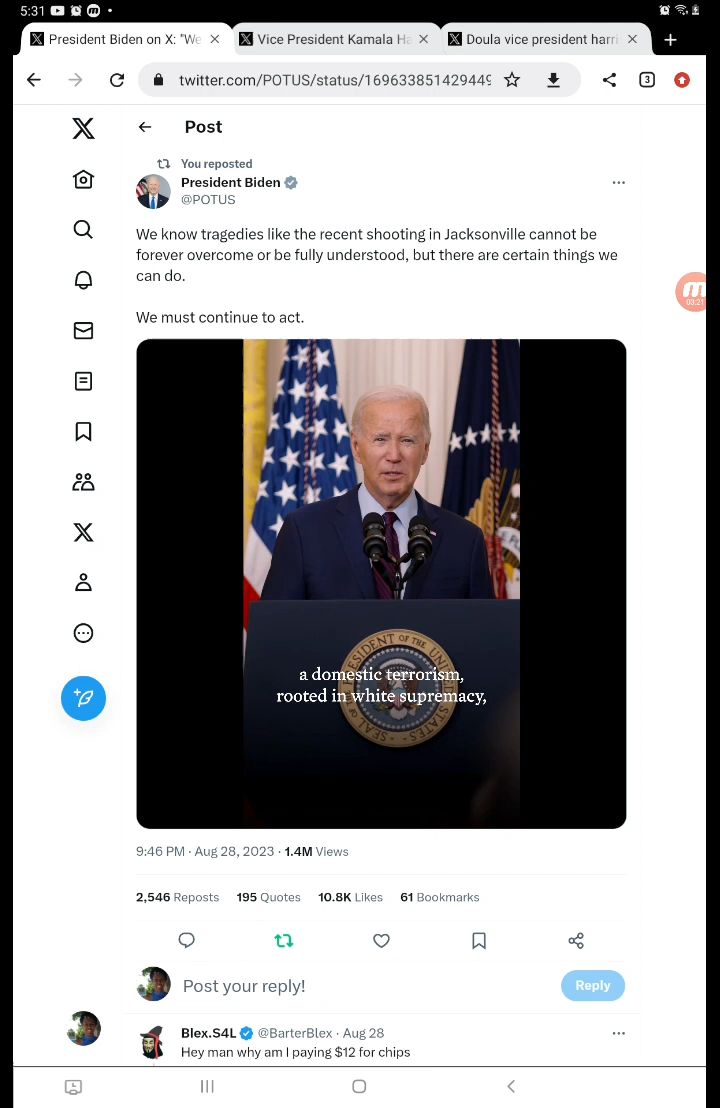 5:31
President Biden on X: "We
Vice President Kamala Ha
Doula vice president harri
twitter.com/POTUS/status/169633851429449
3
Post
You reposted
President Biden
@POTUS
We know tragedies like the recent shooting in Jacksonville cannot be
forever overcome or be fully understood, but there are certain things we
can do.
We must continue to act.
03:21
a domestic terrorism,
rooted in white supremacy,
9:46 PM · Aug 28, 2023 · 1.4M Views
2,546 Reposts 195 Quotes 10.8K Likes 61 Bookmarks
Post your reply!
Reply
Blex.S4L @BarterBlex · Aug 28
Hey man why am I paying $12 for chips